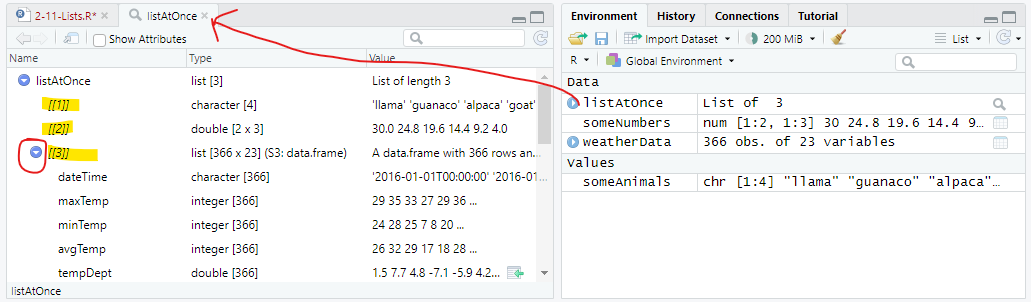 2-11-Lists.R* × listAtOnce ×
Show Attributes
Name Type Value
listAtOnce list [3] List of length 3
[[1]] character [4] 'llama' 'guanaco' 'alpaca' 'goat'
[[2]] double [2 x 3] 30.0 24.8 19.6 14.4 9.2 4.0
[[3]] list [366 x 23] (S3: data.frame) A data.frame with 366 rows an...
dateTime character [366] '2016-01-01T00:00:00' '2016-01...
maxTemp integer [366] 29 35 33 27 29 36 ...
minTemp integer [366] 24 28 25 7 8 20 ...
avgTemp integer [366] 26 32 29 17 18 28 ...
tempDept double [366] 1.5 7.7 4.8 -7.1 -5.9 4.2...
listAtOnce
Environment History Connections Tutorial
Import Dataset 200 MiB List
R Global Environment
Data
listAtOnce List of 3
someNumbers num [1:2, 1:3] 30 24.8 19.6 14.4 9...
weatherData 366 obs. of 23 variables
Values
someAnimals chr [1:4] "llama" "guanaco" "alpaca"...